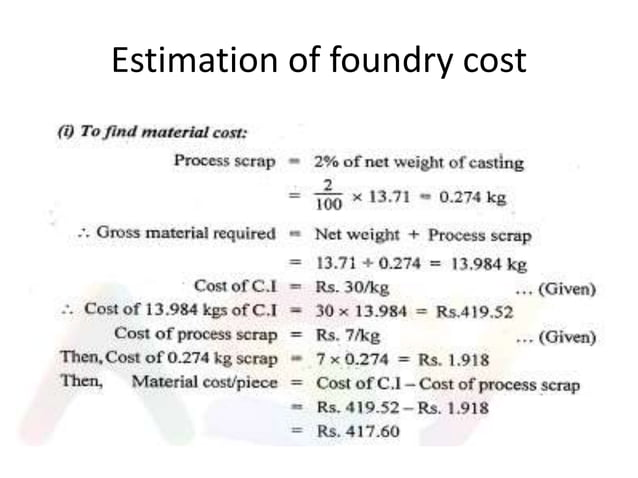 Estimation of foundry cost
(i) To find material cost:
Process scrap = 2% of net weight of casting
= 2/100 × 13.71 = 0.274 kg
∴ Gross material required = Net weight + Process scrap
= 13.71 + 0.274 = 13.984 kg
Cost of C.I = Rs. 30/kg ... (Given)
∴ Cost of 13.984 kgs of C.I = 30 × 13.984 = Rs.419.52
Cost of process scrap = Rs. 7/kg ... (Given)
Then, Cost of 0.274 kg scrap = 7 × 0.274 = Rs. 1.918
Then, Material cost/piece = Cost of C.I – Cost of process scrap
= Rs. 419.52 – Rs. 1.918
= Rs. 417.60